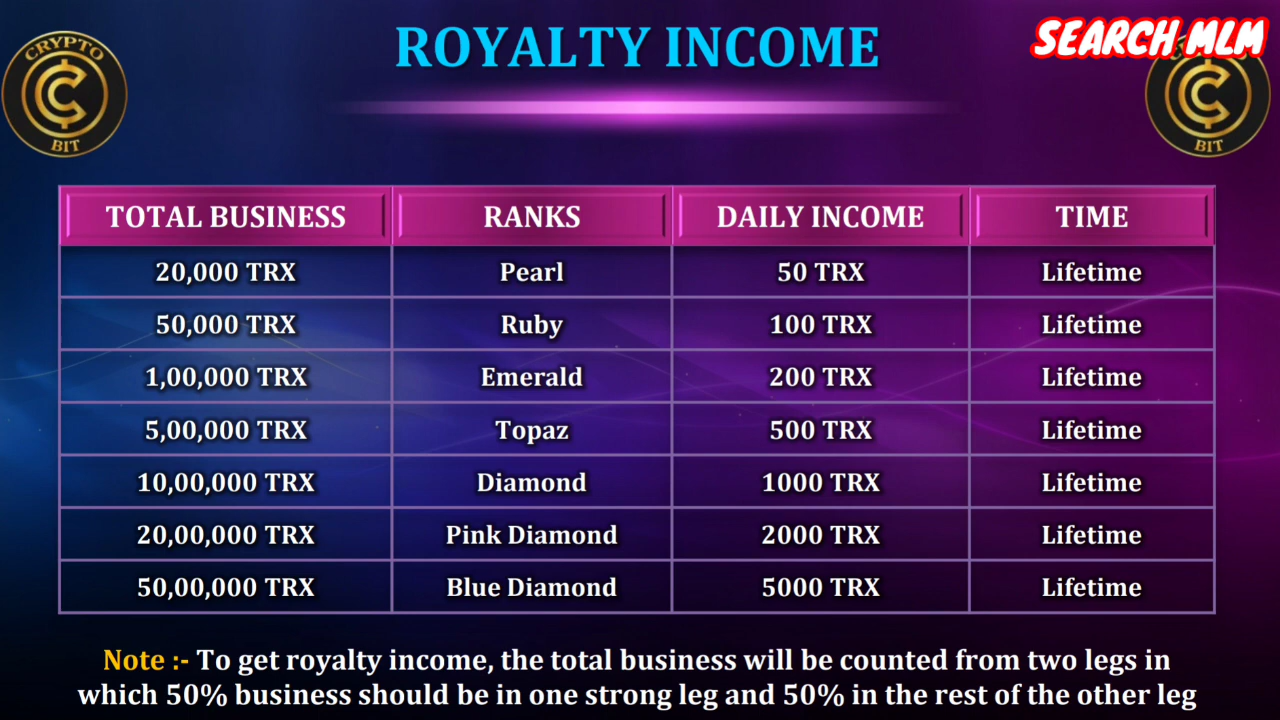 ROYALTY INCOME
SEARCH MLM
CRYPTO
BIT
BIT
TOTAL BUSINESS RANKS DAILY INCOME TIME
20,000 TRX Pearl 50 TRX Lifetime
50,000 TRX Ruby 100 TRX Lifetime
1,00,000 TRX Emerald 200 TRX Lifetime
5,00,000 TRX Topaz 500 TRX Lifetime
10,00,000 TRX Diamond 1000 TRX Lifetime
20,00,000 TRX Pink Diamond 2000 TRX Lifetime
50,00,000 TRX Blue Diamond 5000 TRX Lifetime
Note :- To get royalty income, the total business will be counted from two legs in
which 50% business should be in one strong leg and 50% in the rest of the other leg